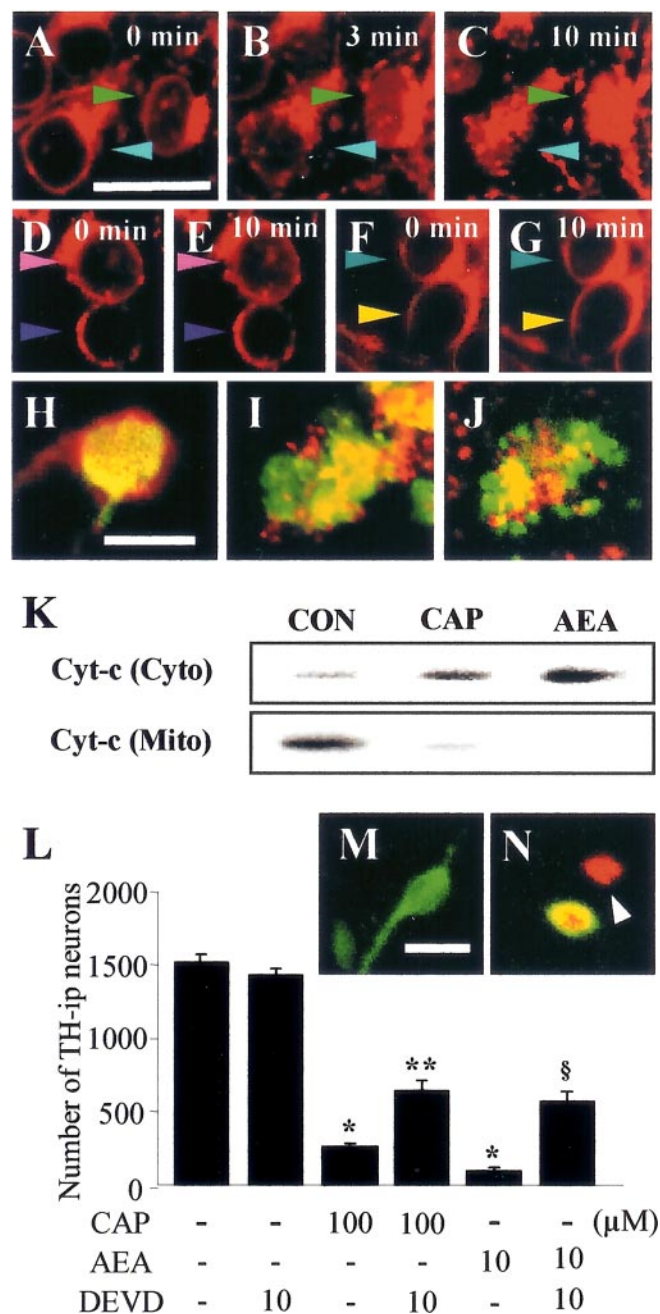 A 0 min B 3 min C 10 min
D 0 min E 10 min F 0 min G 10 min
H I J
K
CON CAP AEA
Cyt-c (Cyto)
Cyt-c (Mito)
L M N
2000
1500
1000
500
0
Number of TH-ip neurons
* ** * §
CAP - - 100 100 - - (µM)
AEA - - - - 10 10
DEVD - 10 - 10 - 10